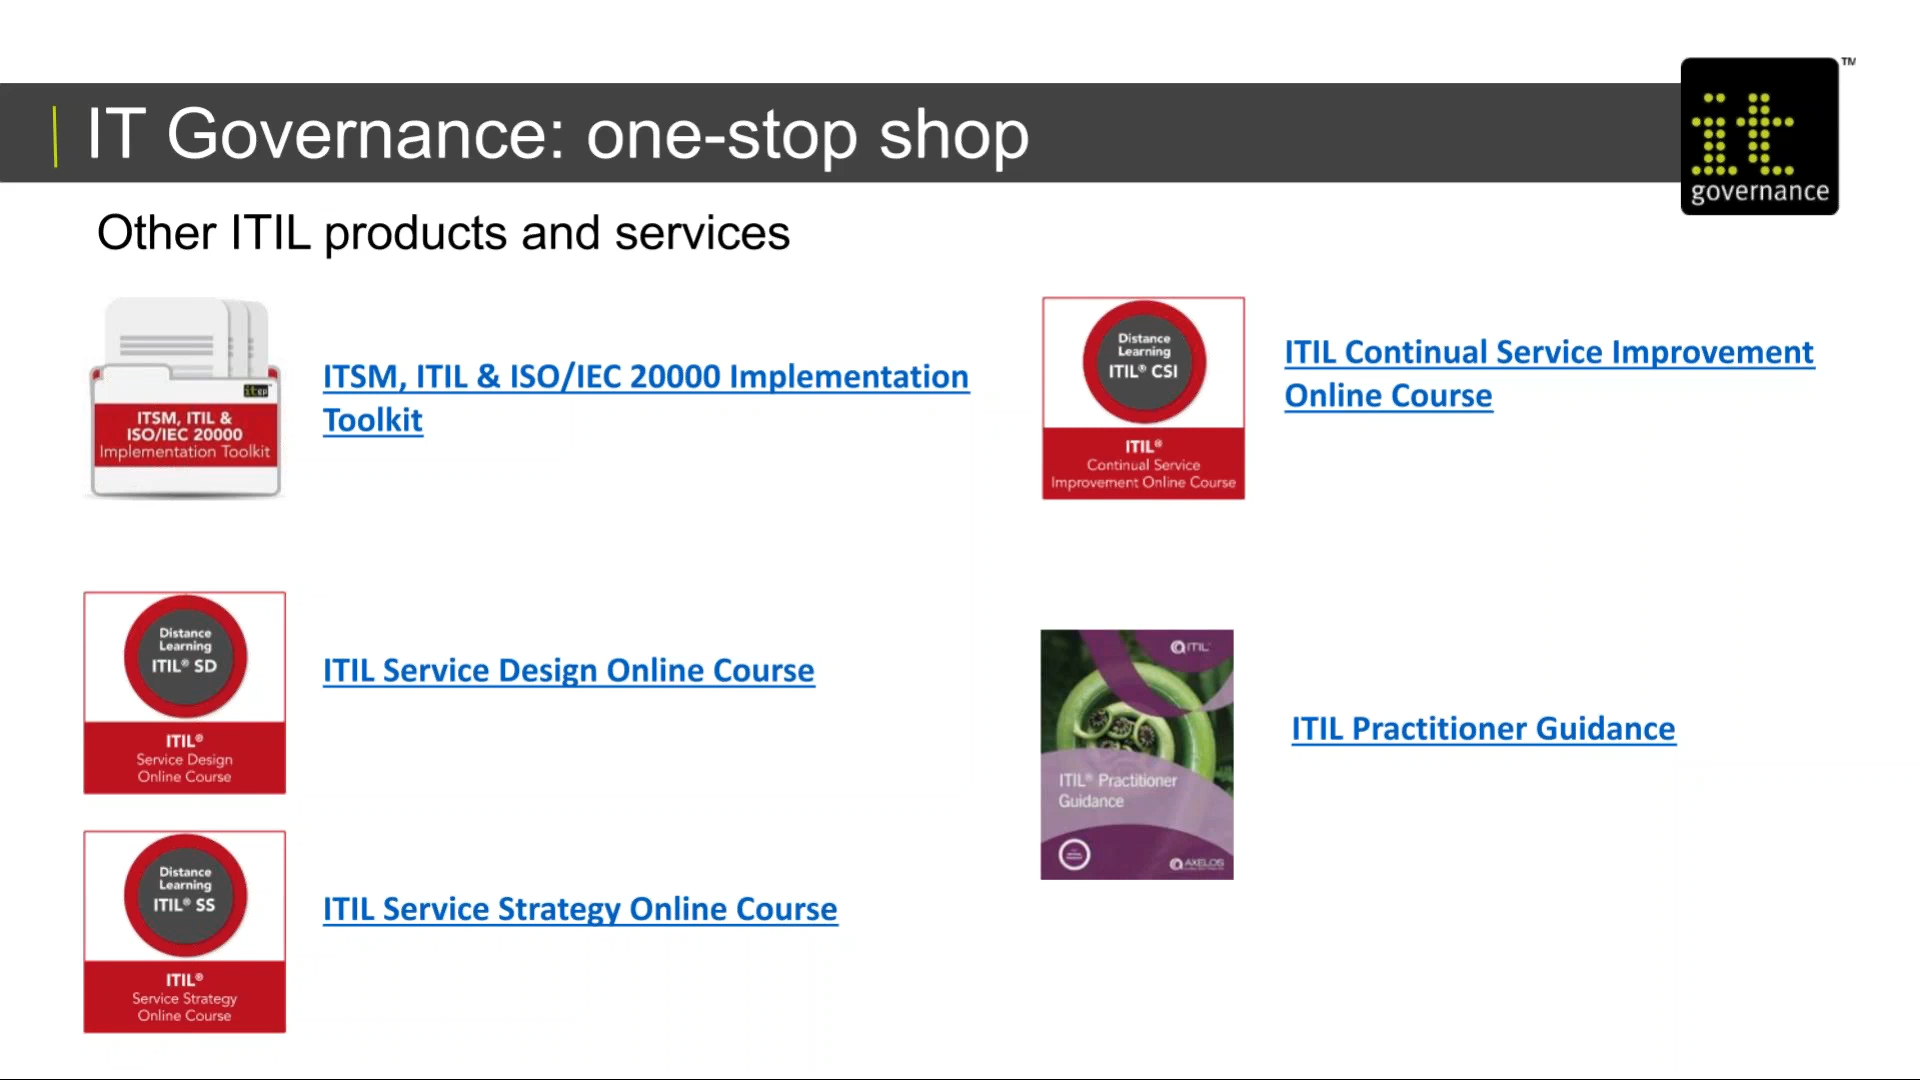 IT Governance: one-stop shop
TM
it
governance
Other ITIL products and services
ITSM, ITIL &
ISO/IEC 20000
Implementation Toolkit
ITSM, ITIL & ISO/IEC 20000 Implementation
Toolkit
Distance
Learning
ITIL® CSI
ITIL®
Continual Service
Improvement Online Course
ITIL Continual Service Improvement
Online Course
Distance
Learning
ITIL® SD
ITIL®
Service Design
Online Course
ITIL Service Design Online Course
ITIL®
ITIL® Practitioner
Guidance
AXELOS
ITIL Practitioner Guidance
Distance
Learning
ITIL® SS
ITIL®
Service Strategy
Online Course
ITIL Service Strategy Online Course